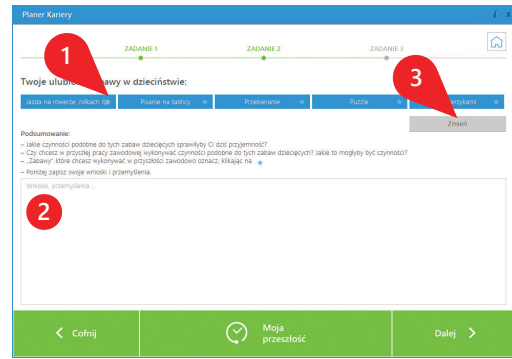 Planer Kariery i x
ZADANIE 1 ZADANIE 2 ZADANIE 3
1
3
Twoje ulubio awy w dzieciństwie:
Jazda na rowerze, rolkach itp Pisanie na tablicy Przebieranie Puzzle erzykami
Zmień
Podsumowanie:
– Jakie czynności podobne do tych zabaw dziecięcych sprawiłyby Ci dziś przyjemność?
– Czy chcesz w przyszłej pracy zawodowej wykonywać czynności podobne do tych zabaw dziecięcych? Jakie to mogłyby być czynności?
– „Zabawy” które chcesz wykonywać w przyszłości zawodowo oznacz, klikając na
– Poniżej zapisz swoje wnioski i przemyślenia.
Wnioski, przemyślenia ...
2
Cofnij Moja przeszłość Dalej